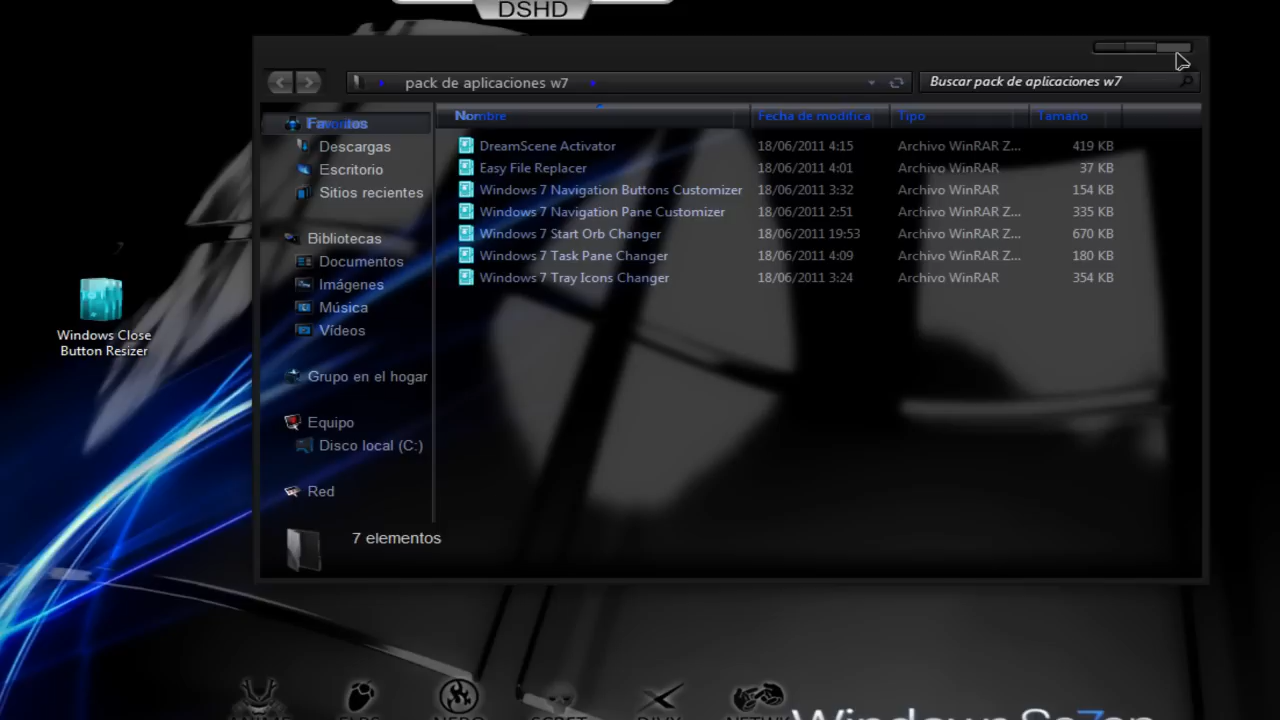 DSHD
pack de aplicaciones w7
Buscar pack de aplicaciones w7
Nombre Fecha de modifica Tipo Tamaño
Favoritos
Descargas
Escritorio
Sitios recientes
Bibliotecas
Documentos
Imágenes
Música
Vídeos
Grupo en el hogar
Equipo
Disco local (C:)
Red
DreamScene Activator 18/06/2011 4:15 Archivo WinRAR Z... 419 KB
Easy File Replacer 18/06/2011 4:01 Archivo WinRAR 37 KB
Windows 7 Navigation Buttons Customizer 18/06/2011 3:32 Archivo WinRAR 154 KB
Windows 7 Navigation Pane Customizer 18/06/2011 2:51 Archivo WinRAR Z... 335 KB
Windows 7 Start Orb Changer 18/06/2011 19:53 Archivo WinRAR Z... 670 KB
Windows 7 Task Pane Changer 18/06/2011 4:09 Archivo WinRAR Z... 180 KB
Windows 7 Tray Icons Changer 18/06/2011 3:24 Archivo WinRAR 354 KB
7 elementos
Windows Close
Button Resizer